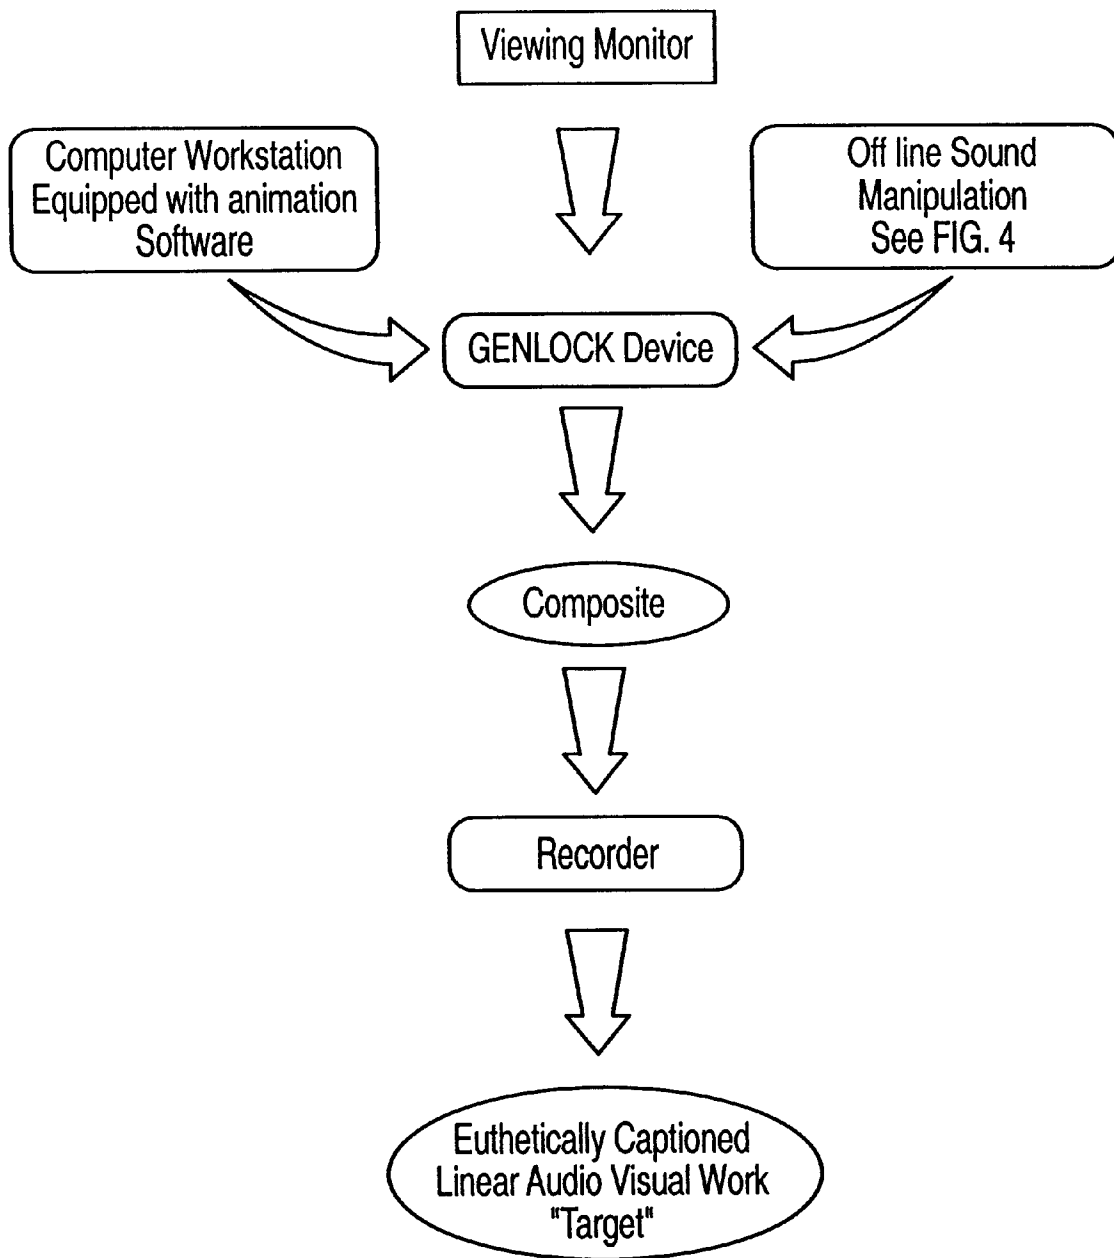 Viewing Monitor
Computer Workstation
Equipped with animation
Software
Off line Sound
Manipulation
See FIG. 4
GENLOCK Device
Composite
Recorder
Euthetically Captioned
Linear Audio Visual Work
"Target"